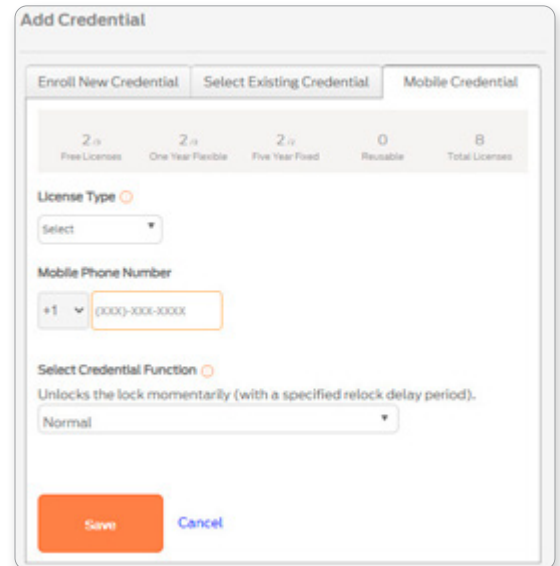 Add Credential
Enroll New Credential Select Existing Credential Mobile Credential
2 2 2 0 8
Free Licenses One Year Flexible Five Year Fixed Reusable Total Licenses
License Type
Select
Mobile Phone Number
+1 (XXX)-XXX-XXXX
Select Credential Function
Unlocks the lock momentarily (with a specified relock delay period).
Normal
Save Cancel